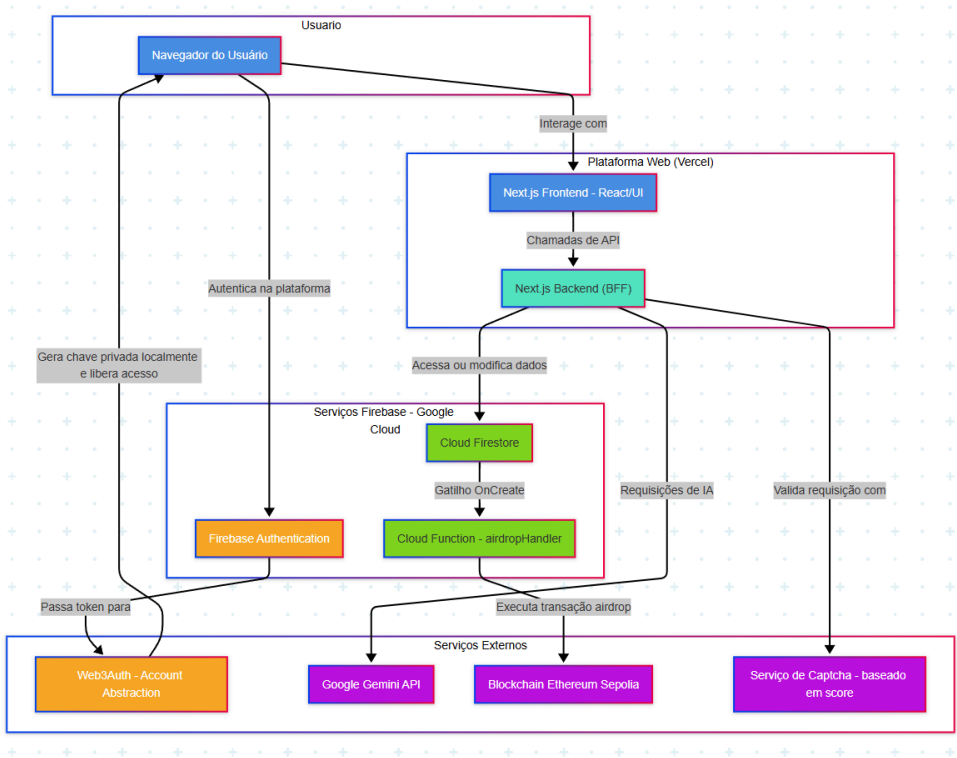 Usuario
Navegador do Usuário
Interage com
Plataforma Web (Vercel)
Next.js Frontend - React/UI
Chamadas de API
Next.js Backend (BFF)
Autentica na plataforma
Gera chave privada localmente
e libera acesso
Acessa ou modifica dados
Serviços Firebase - Google
Cloud
Cloud Firestore
Gatilho OnCreate
Requisições de IA
Valida requisição com
Firebase Authentication
Cloud Function - airdropHandler
Passa token para
Executa transação airdrop
Serviços Externos
Web3Auth - Account
Abstraction
Google Gemini API
Blockchain Ethereum Sepolia
Serviço de Captcha - baseado
em score